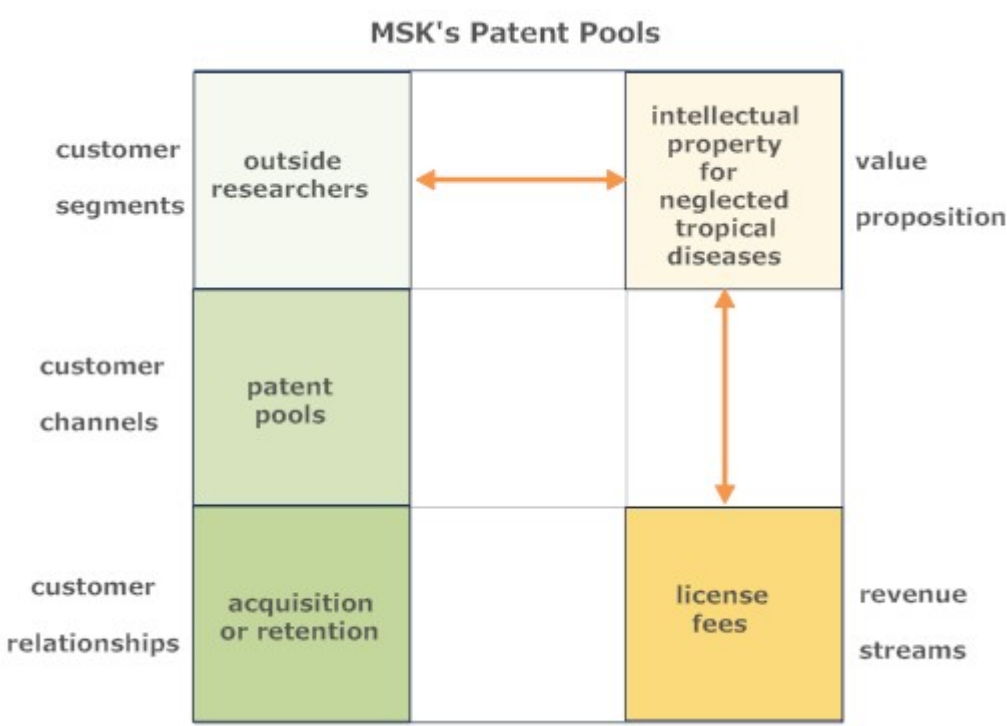 MSK's Patent Pools
customer
segments
outside
researchers
intellectual
property
for
neglected
tropical
diseases
value
proposition
customer
channels
patent
pools
customer
relationships
acquisition
or retention
license
fees
revenue
streams